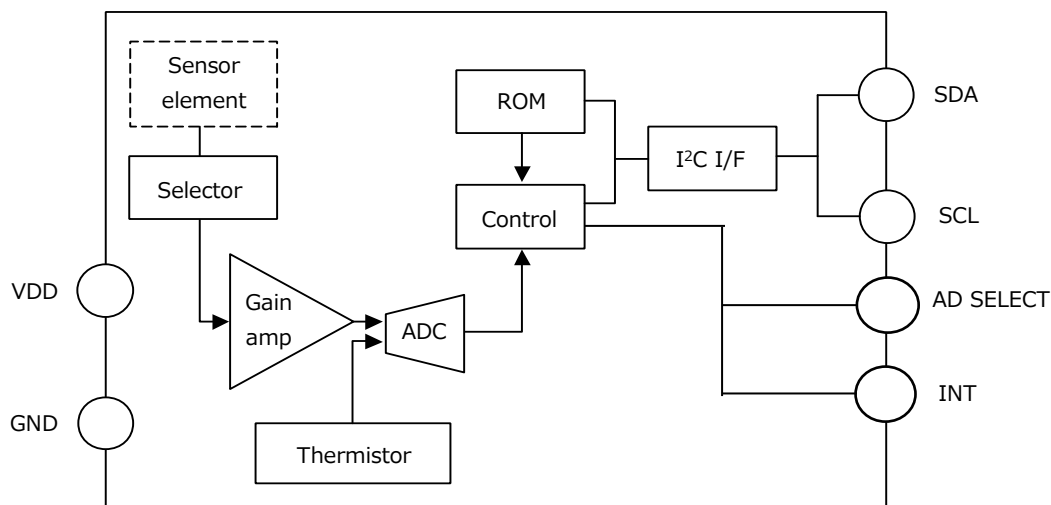 Sensor
element
Selector
ROM
I²C I/F
Control
SDA
SCL
VDD
Gain
amp
ADC
AD SELECT
INT
GND
Thermistor